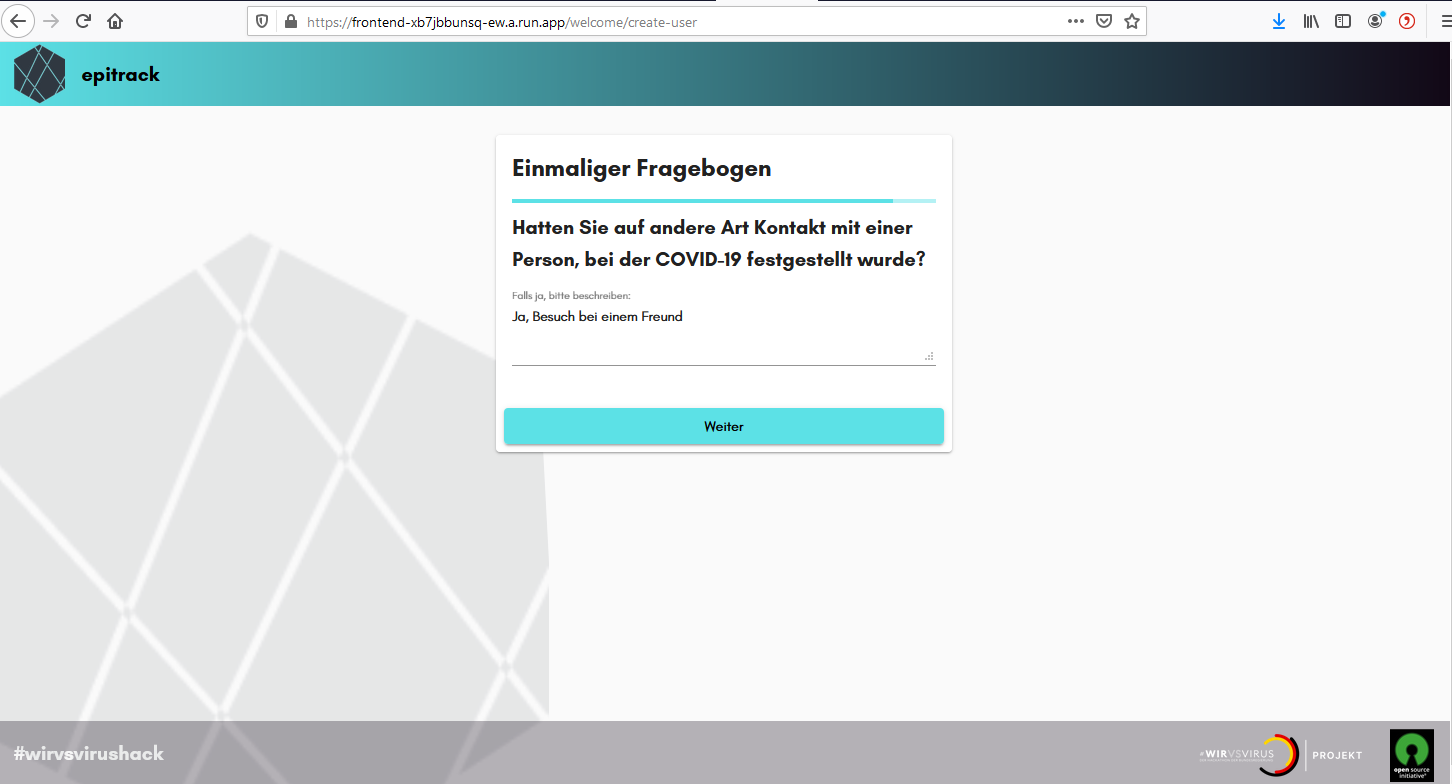 https://frontend-xb7jbbunsq-ew.a.run.app/welcome/create-user
epitrack
Einmaliger Fragebogen
Hatten Sie auf andere Art Kontakt mit einer
Person, bei der COVID-19 festgestellt wurde?
Falls ja, bitte beschreiben:
Ja, Besuch bei einem Freund
Weiter
#wirvsvirushack
#WIRVSVIRUS
PROJEKT
open source
initiative®